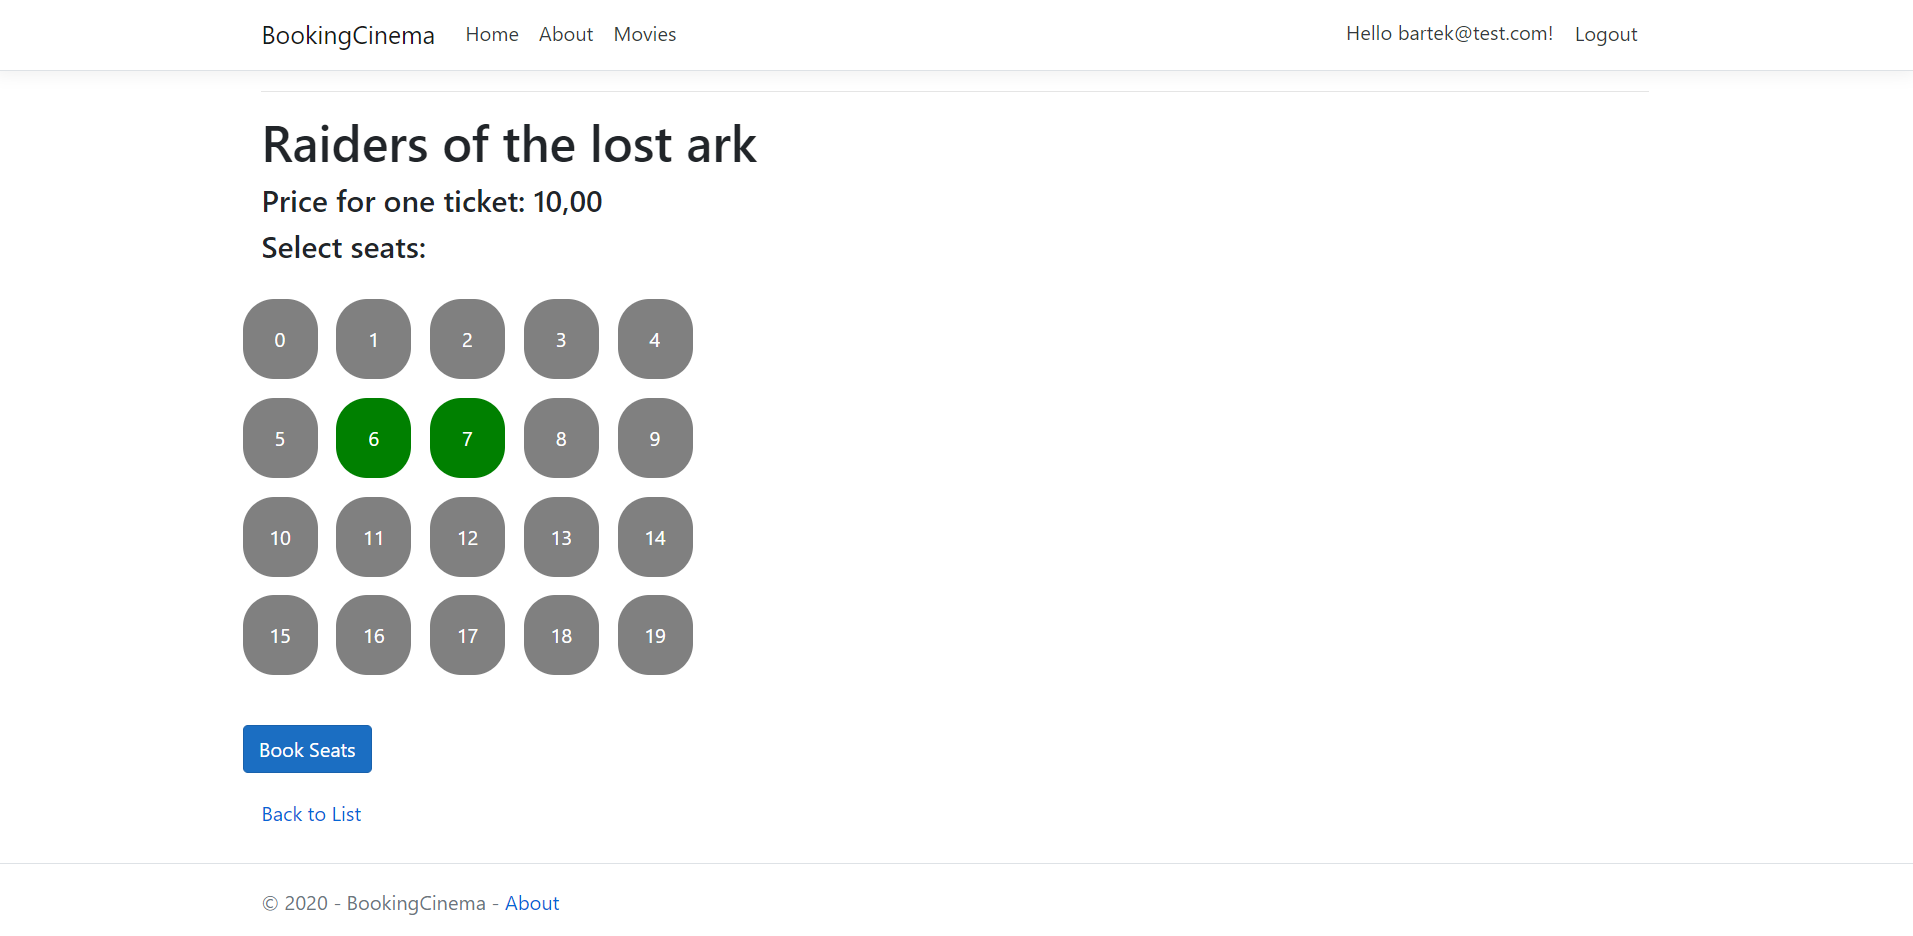 BookingCinema Home About Movies Hello bartek@test.com! Logout
Raiders of the lost ark
Price for one ticket: 10,00
Select seats:
0 1 2 3 4
5 6 7 8 9
10 11 12 13 14
15 16 17 18 19
Book Seats
Back to List
© 2020 - BookingCinema - About